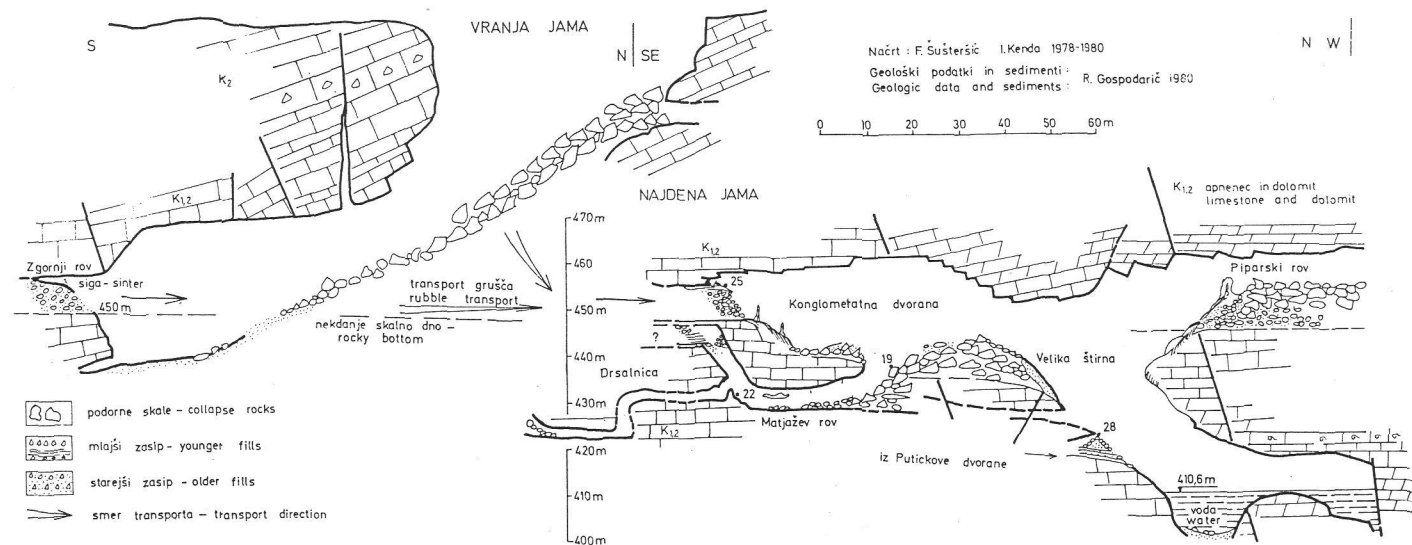 VRANJA JAMA
S
N
SE
N W
Načrt : F. Šušteršič I. Kenda 1978-1980
Geološki podatki in sedimenti :
Geologic data and sediments :
R. Gospodarič 1980
0 10 20 30 40 50 60 m
K₂
K₁,₂
Zgornji rov
siga - sinter
450 m
transport grušča
rubble transport
nekdanje skalno dno -
rocky bottom
NAJDENA JAMA
470 m
460 m
450 m
440 m
430 m
420 m
410 m
400 m
K₁,₂ apnenec in dolomit
limestone and dolomit
K₁,₂
25
Konglometatna dvorana
Piparski rov
?
Drsalnica
19
Velika štirna
22
Matjažev rov
K₁,₂
28
iz Putickove dvorane
410,6 m
voda
water
podorne skale - collapse rocks
mlajši zasip - younger fills
starejši zasip - older fills
smer transporta - transport direction